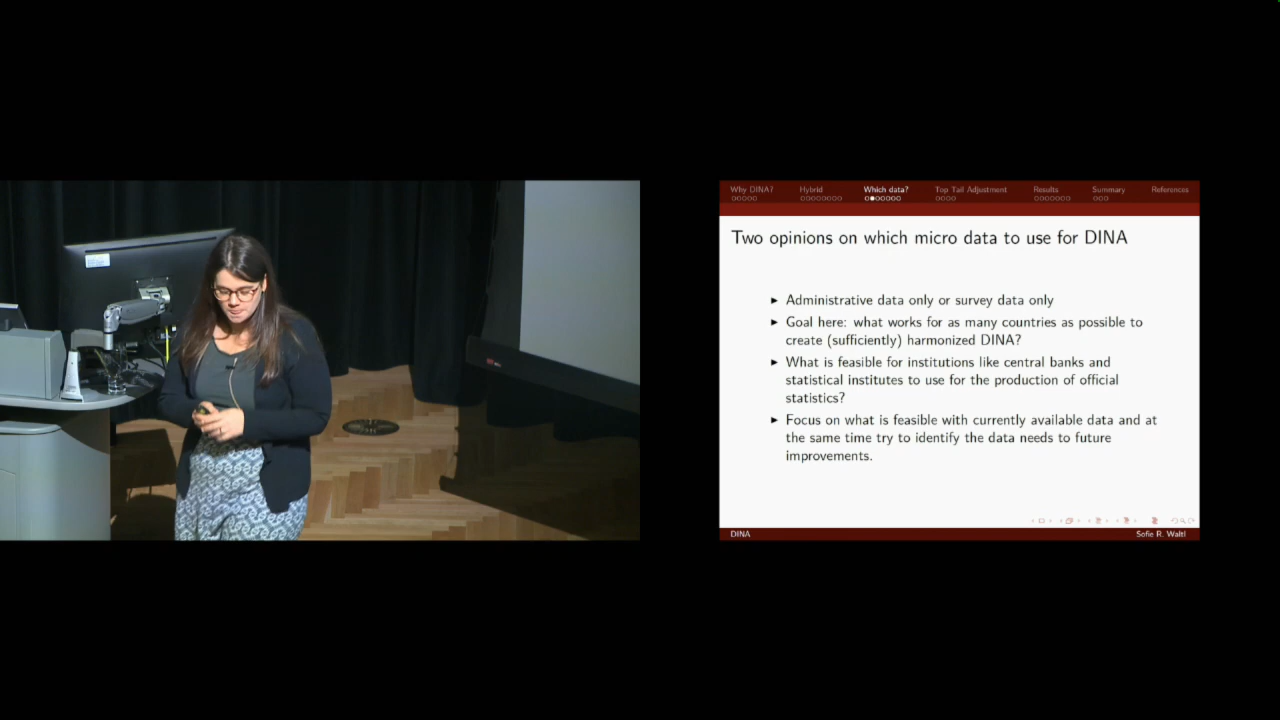 Why DINA? Hybrid Which data? Top Tail Adjustment Results Summary References
Two opinions on which micro data to use for DINA
► Administrative data only or survey data only
► Goal here: what works for as many countries as possible to
create (sufficiently) harmonized DINA?
► What is feasible for institutions like central banks and
statistical institutes to use for the production of official
statistics?
► Focus on what is feasible with currently available data and at
the same time try to identify the data needs to future
improvements.
DINA Sofie R. Waltl